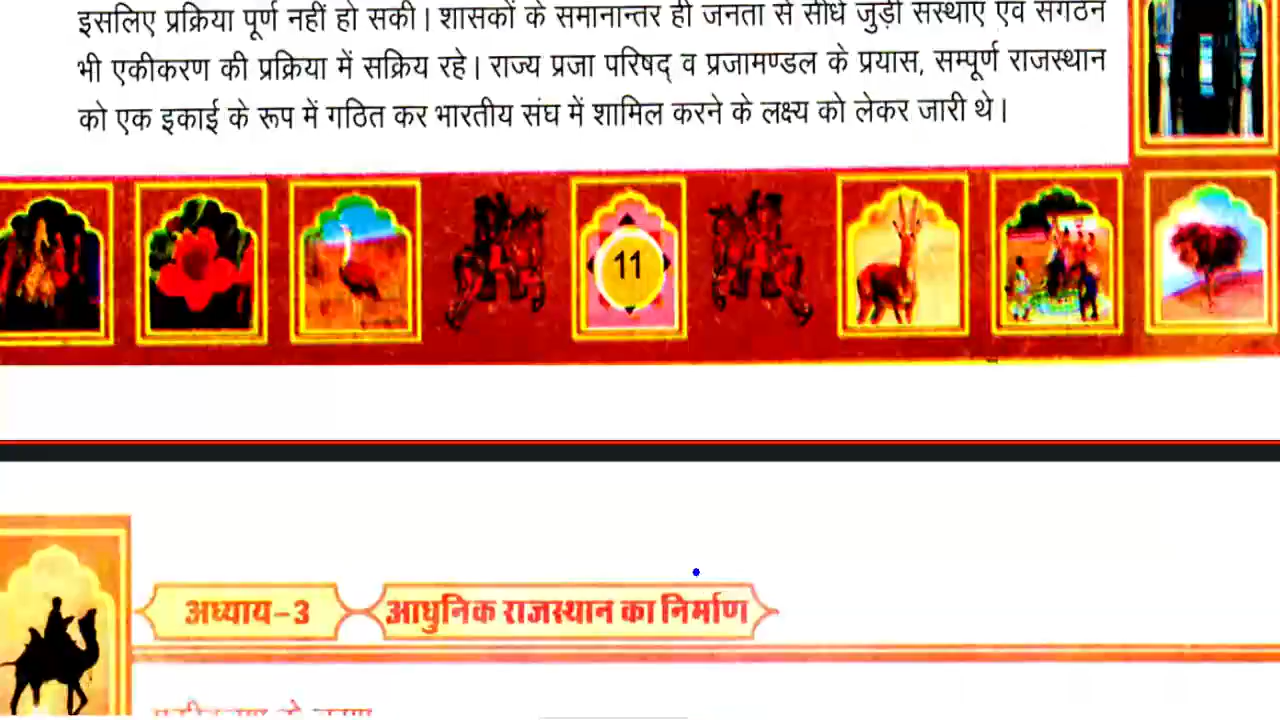 इसलिए प्रक्रिया पूर्ण नहीं हो सकी। शासकों के समानान्तर ही जनता से सीधे जुड़ी संस्थाएं एवं संगठन
भी एकीकरण की प्रक्रिया में सक्रिय रहे। राज्य प्रजा परिषद् व प्रजामण्डल के प्रयास, सम्पूर्ण राजस्थान
को एक इकाई के रूप में गठित कर भारतीय संघ में शामिल करने के लक्ष्य को लेकर जारी थे।
11
अध्याय–3 आधुनिक राजस्थान का निर्माण